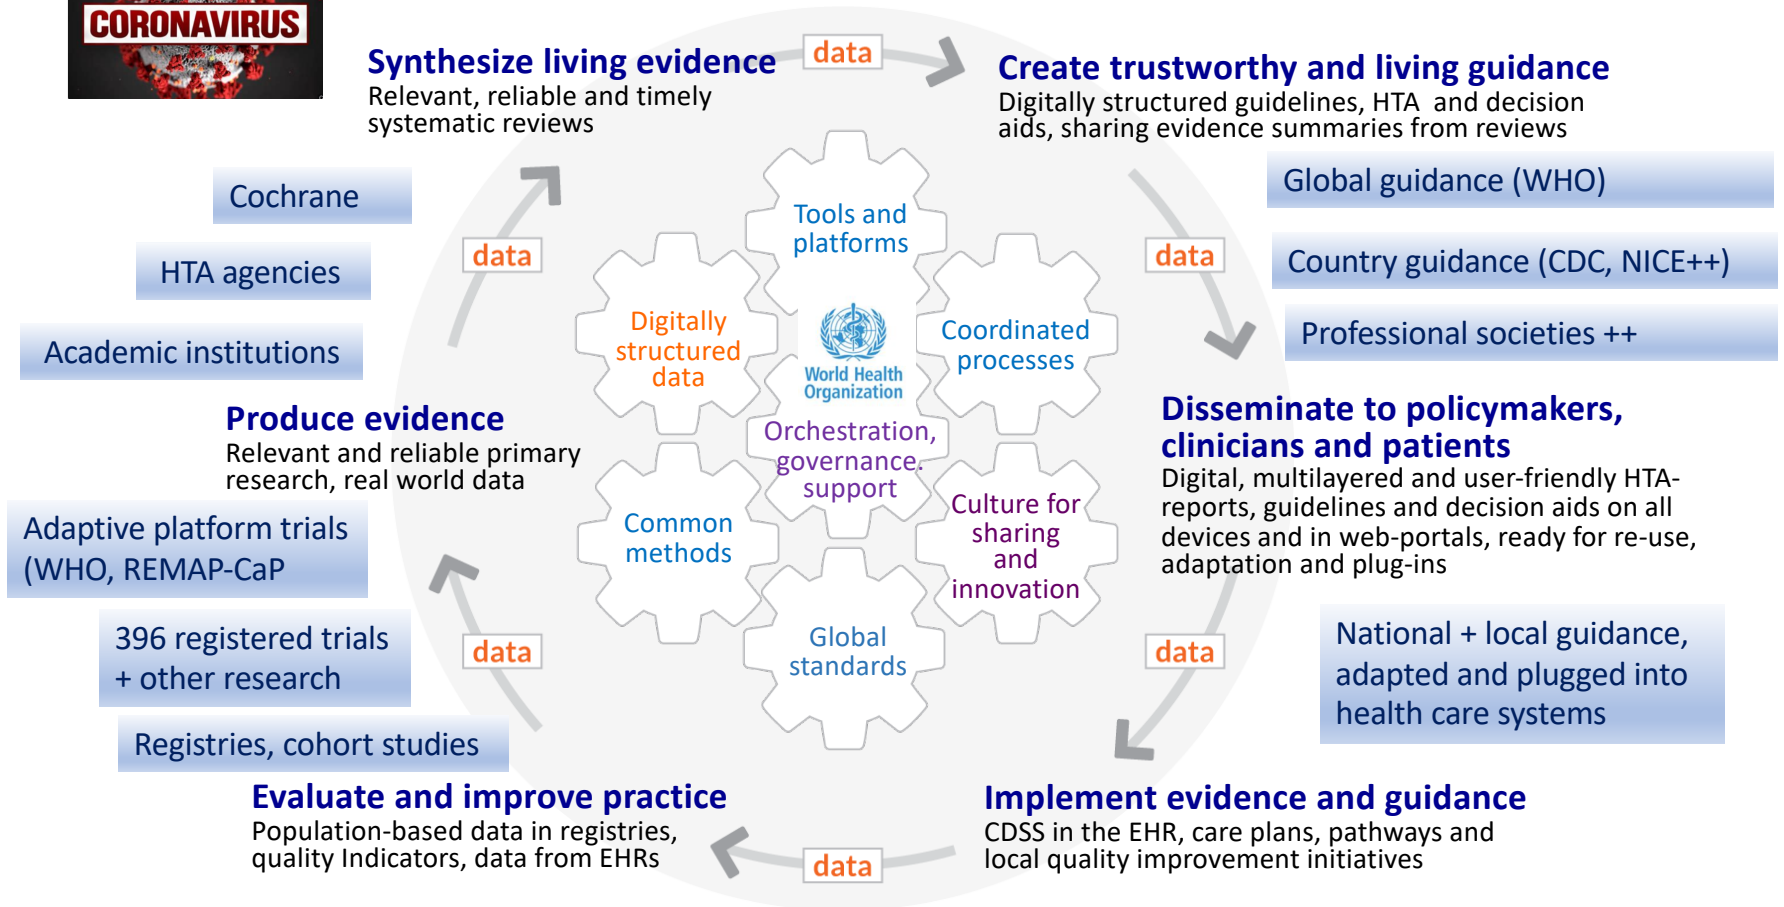 CORONAVIRUS
Synthesize living evidence
Relevant, reliable and timely
systematic reviews
data
Create trustworthy and living guidance
Digitally structured guidelines, HTA and decision
aids, sharing evidence summaries from reviews
Cochrane
HTA agencies
Academic institutions
data
data
Global guidance (WHO)
Country guidance (CDC, NICE++)
Professional societies ++
Tools and
platforms
Digitally
structured
data
World Health
Organization
Coordinated
processes
Orchestration,
governance.
support
Common
methods
Culture for
sharing
and
innovation
Global
standards
Produce evidence
Relevant and reliable primary
research, real world data
Adaptive platform trials
(WHO, REMAP-CaP
396 registered trials
+ other research
Registries, cohort studies
data
Disseminate to policymakers,
clinicians and patients
Digital, multilayered and user-friendly HTA-
reports, guidelines and decision aids on all
devices and in web-portals, ready for re-use,
adaptation and plug-ins
data
National + local guidance,
adapted and plugged into
health care systems
Evaluate and improve practice
Population-based data in registries,
quality Indicators, data from EHRs
data
Implement evidence and guidance
CDSS in the EHR, care plans, pathways and
local quality improvement initiatives